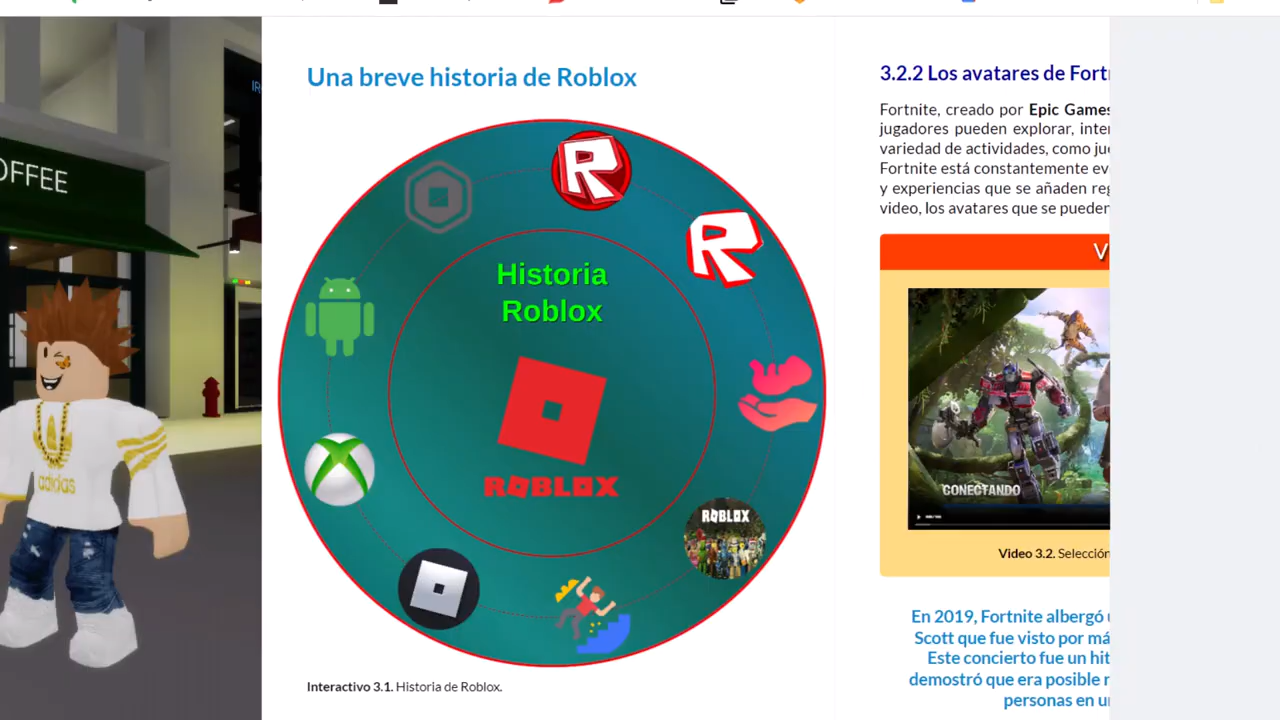 OFFEE
adidas
Una breve historia de Roblox
Historia
Roblox
ROBLOX
ROBLOX
Interactivo 3.1. Historia de Roblox.
3.2.2 Los avatares de Fort
Fortnite, creado por Epic Games
jugadores pueden explorar, inter
variedad de actividades, como ju
Fortnite está constantemente ev
y experiencias que se añaden reg
video, los avatares que se pueden
V
CONECTANDO
Video 3.2. Selección
En 2019, Fortnite albergó
Scott que fue visto por má
Este concierto fue un hit
demostró que era posible
personas en u